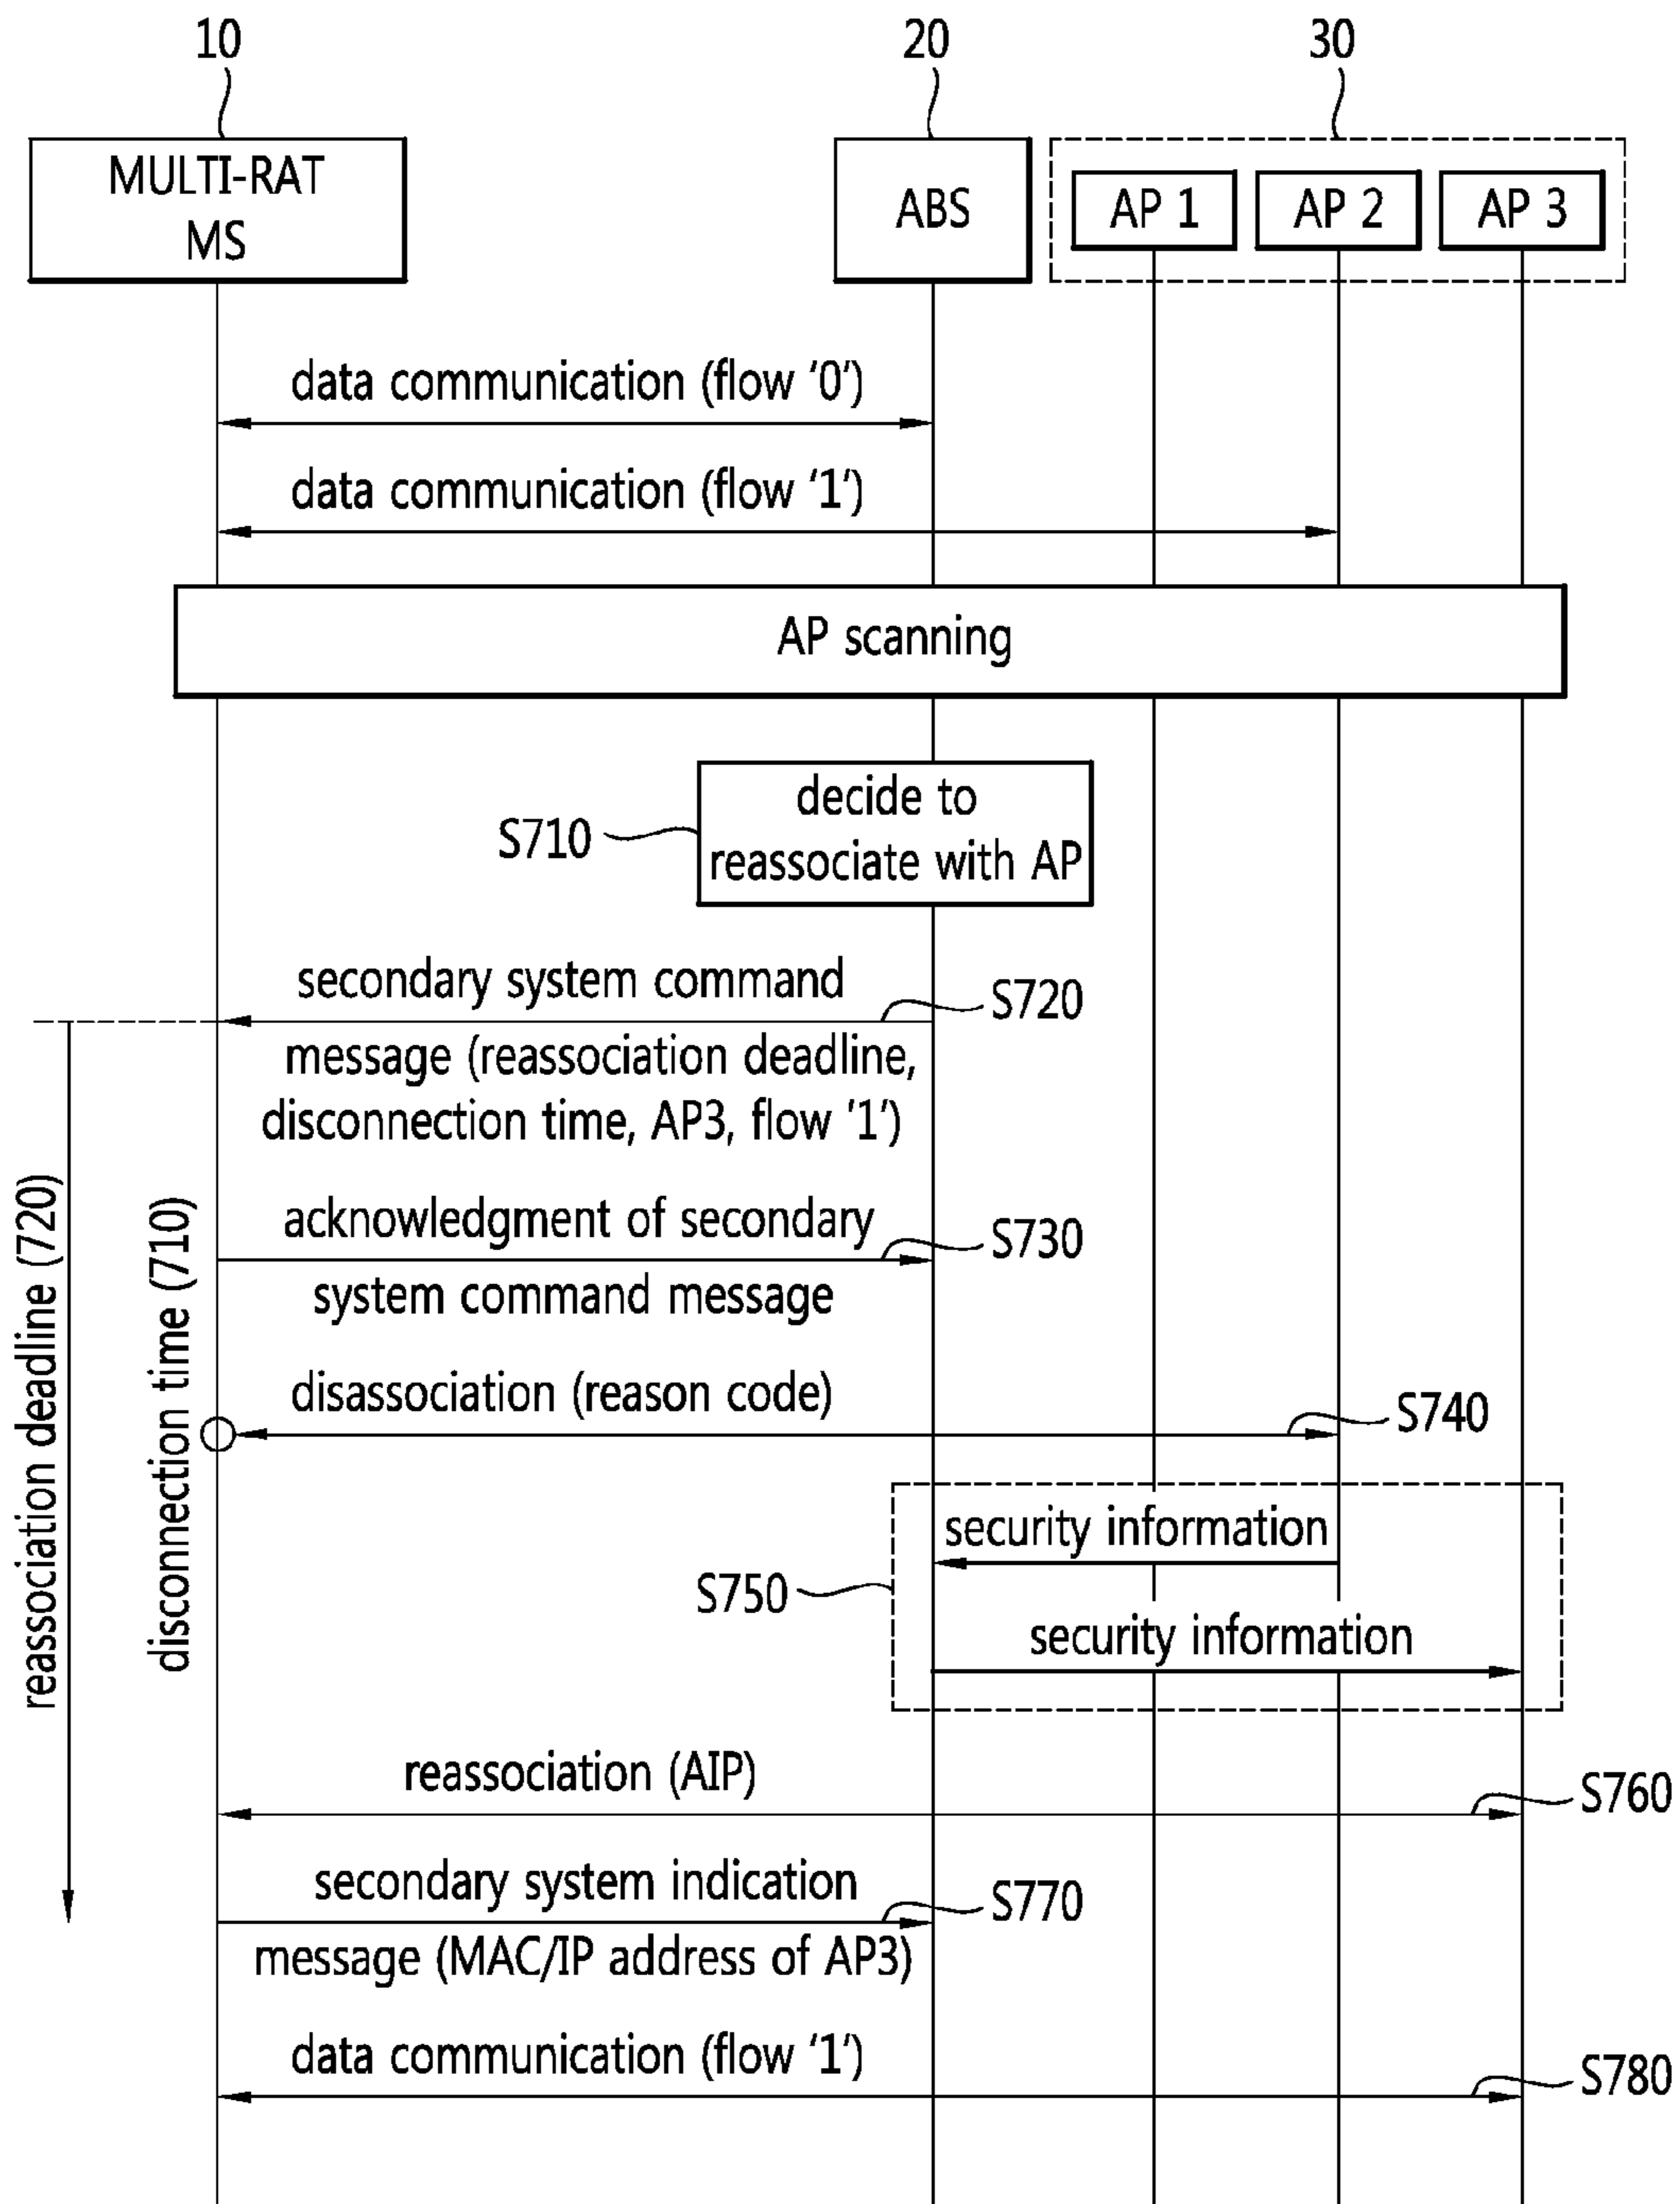 10
20
30
MULTI-RAT
MS
ABS
AP 1
AP 2
AP 3
data communication (flow ‘0’)
data communication (flow ‘1’)
AP scanning
decide to
reassociate with AP
S710
secondary system command
S720
message (reassociation deadline,
disconnection time, AP3, flow ‘1’)
reassociation deadline (720)
disconnection time (710)
acknowledgment of secondary
S730
system command message
disassociation (reason code)
S740
security information
S750
security information
reassociation (AIP)
S760
secondary system indication
S770
message (MAC/IP address of AP3)
data communication (flow ‘1’)
S780